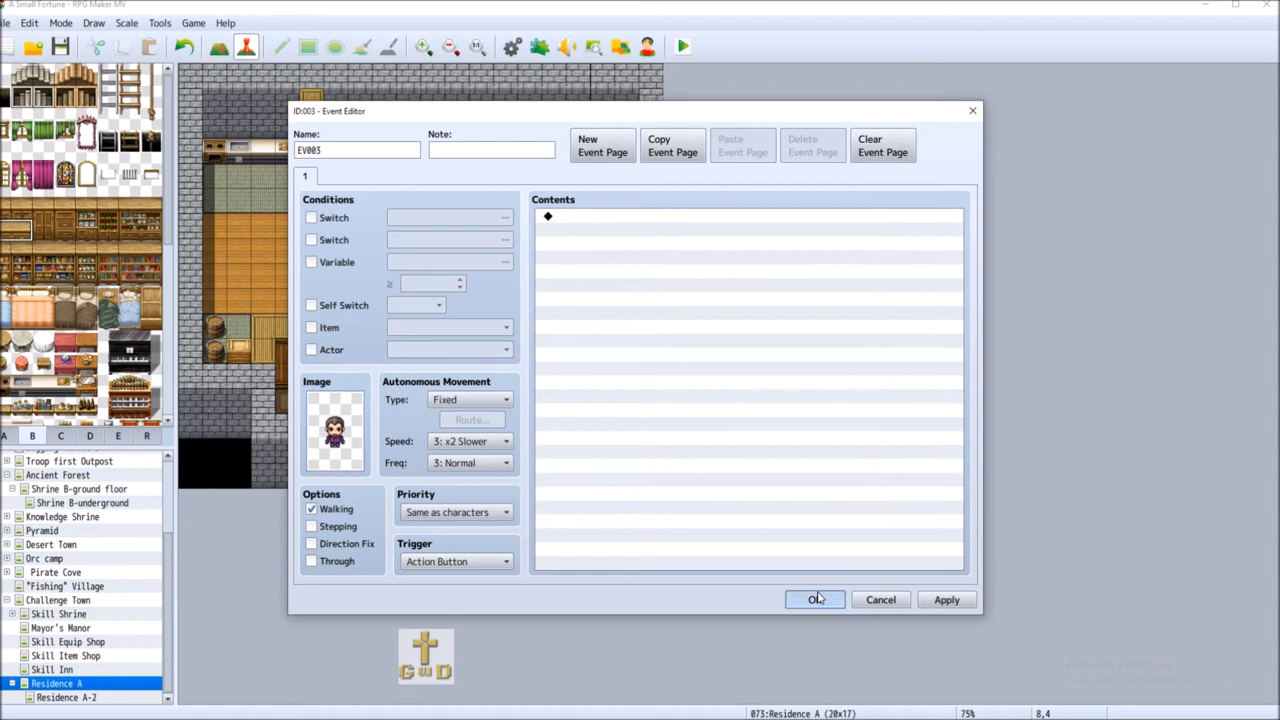 A Small Fortune - RPG Maker MV
ile Edit Mode Draw Scale Tools Game Help
ID:003 - Event Editor
Name:
EV003
Note:
New Event Page
Copy Event Page
Paste Event Page
Delete Event Page
Clear Event Page
1
Conditions
Switch
Switch
Variable
≥
Self Switch
Item
Actor
Image
Autonomous Movement
Type: Fixed
Route...
Speed: 3: x2 Slower
Freq: 3: Normal
Options
Walking
Stepping
Direction Fix
Through
Priority
Same as characters
Trigger
Action Button
Contents
OK Cancel Apply
A B C D E R
Troop first Outpost
Ancient Forest
Shrine B-ground floor
Shrine B-underground
Knowledge Shrine
Pyramid
Desert Town
Orc camp
Pirate Cove
"Fishing" Village
Challenge Town
Skill Shrine
Mayor's Manor
Skill Equip Shop
Skill Item Shop
Skill Inn
Residence A
Residence A-2
GWD
073:Residence A (20x17) 75% 8,4